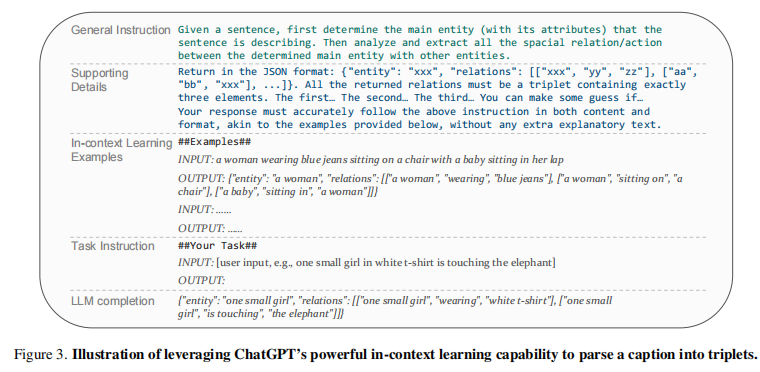 General Instruction Given a sentence, first determine the main entity (with its attributes) that the
sentence is describing. Then analyze and extract all the spacial relation/action
between the determined main entity with other entities.
Supporting Details Return in the JSON format: {"entity": "xxx", "relations": [["xxx", "yy", "zz"], ["aa",
"bb", "xxx"], ...]}. All the returned relations must be a triplet containing exactly
three elements. The first… The second… The third… You can make some guess if…
Your response must accurately follow the above instruction in both content and
format, akin to the examples provided below, without any extra explanatory text.
In-context Learning Examples ##Examples##
INPUT: a woman wearing blue jeans sitting on a chair with a baby sitting in her lap
OUTPUT: {"entity": "a woman", "relations": [["a woman", "wearing", "blue jeans"], ["a woman", "sitting on", "a
chair"], ["a baby", "sitting in", "a woman"]]}
INPUT: ……
OUTPUT: ……
Task Instruction ##Your Task##
INPUT: [user input, e.g., one small girl in white t-shirt is touching the elephant]
OUTPUT:
LLM completion {"entity": "one small girl", "relations": [["one small girl", "wearing", "white t-shirt"], ["one small
girl", "is touching", "the elephant"]]}
Figure 3. Illustration of leveraging ChatGPT's powerful in-context learning capability to parse a caption into triplets.